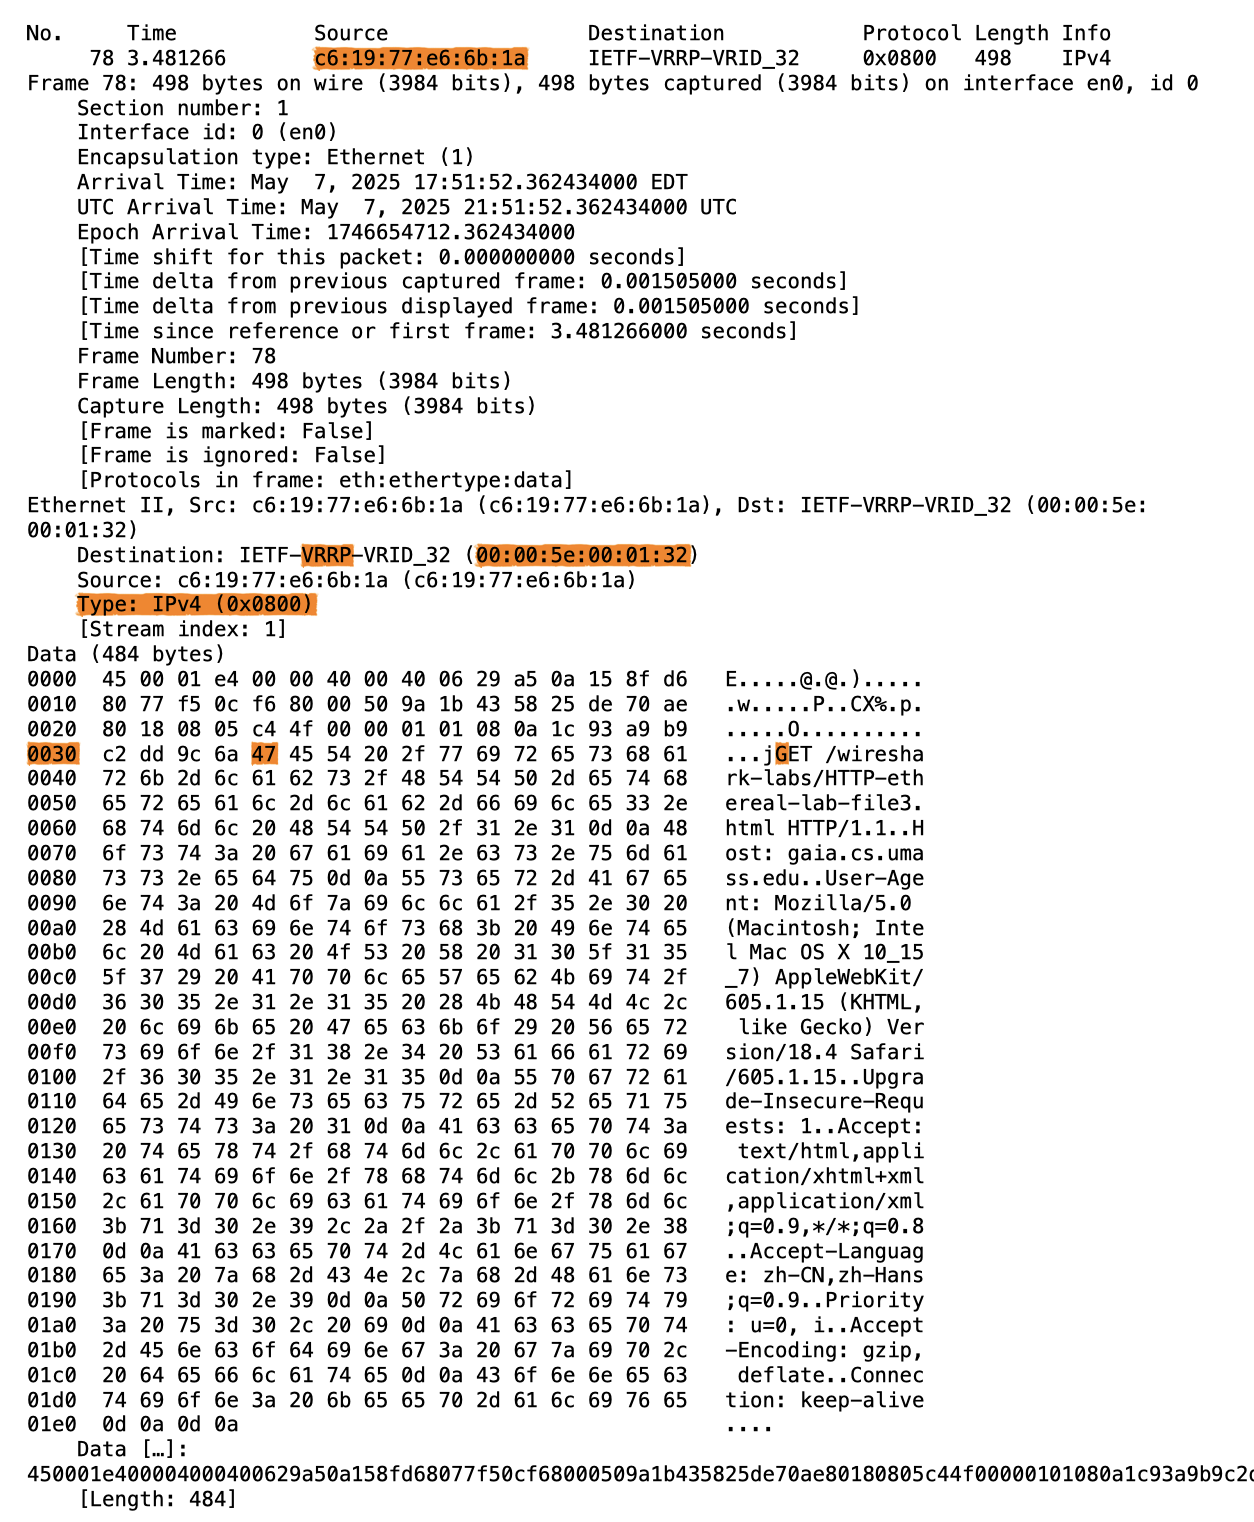 No.     Time           Source                Destination           Protocol Length Info
     78 3.481266       c6:19:77:e6:6b:1a     IETF-VRRP-VRID_32     0x0800   498    IPv4
Frame 78: 498 bytes on wire (3984 bits), 498 bytes captured (3984 bits) on interface en0, id 0
    Section number: 1
    Interface id: 0 (en0)
    Encapsulation type: Ethernet (1)
    Arrival Time: May  7, 2025 17:51:52.362434000 EDT
    UTC Arrival Time: May  7, 2025 21:51:52.362434000 UTC
    Epoch Arrival Time: 1746654712.362434000
    [Time shift for this packet: 0.000000000 seconds]
    [Time delta from previous captured frame: 0.001505000 seconds]
    [Time delta from previous displayed frame: 0.001505000 seconds]
    [Time since reference or first frame: 3.481266000 seconds]
    Frame Number: 78
    Frame Length: 498 bytes (3984 bits)
    Capture Length: 498 bytes (3984 bits)
    [Frame is marked: False]
    [Frame is ignored: False]
    [Protocols in frame: eth:ethertype:data]
Ethernet II, Src: c6:19:77:e6:6b:1a (c6:19:77:e6:6b:1a), Dst: IETF-VRRP-VRID_32 (00:00:5e:
00:01:32)
    Destination: IETF-VRRP-VRID_32 (00:00:5e:00:01:32)
    Source: c6:19:77:e6:6b:1a (c6:19:77:e6:6b:1a)
    Type: IPv4 (0x0800)
    [Stream index: 1]
Data (484 bytes)
0000  45 00 01 e4 00 00 40 00 40 06 29 a5 0a 15 8f d6   E.....@.@.).....
0010  80 77 f5 0c f6 80 00 50 9a 1b 43 58 25 de 70 ae   .w.....P..CX%.p.
0020  80 18 08 05 c4 4f 00 00 01 01 08 0a 1c 93 a9 b9   .....O..........
0030  c2 dd 9c 6a 47 45 54 20 2f 77 69 72 65 73 68 61   ...jGET /wiresha
0040  72 6b 2d 6c 61 62 73 2f 48 54 54 50 2d 65 74 68   rk-labs/HTTP-eth
0050  65 72 65 61 6c 2d 6c 61 62 2d 66 69 6c 65 33 2e   ereal-lab-file3.
0060  68 74 6d 6c 20 48 54 54 50 2f 31 2e 31 0d 0a 48   html HTTP/1.1..H
0070  6f 73 74 3a 20 67 61 69 61 2e 63 73 2e 75 6d 61   ost: gaia.cs.uma
0080  73 73 2e 65 64 75 0d 0a 55 73 65 72 2d 41 67 65   ss.edu..User-Age
0090  6e 74 3a 20 4d 6f 7a 69 6c 6c 61 2f 35 2e 30 20   nt: Mozilla/5.0
00a0  28 4d 61 63 69 6e 74 6f 73 68 3b 20 49 6e 74 65   (Macintosh; Inte
00b0  6c 20 4d 61 63 20 4f 53 20 58 20 31 30 5f 31 35   l Mac OS X 10_15
00c0  5f 37 29 20 41 70 70 6c 65 57 65 62 4b 69 74 2f   _7) AppleWebKit/
00d0  36 30 35 2e 31 2e 31 35 20 28 4b 48 54 4d 4c 2c   605.1.15 (KHTML,
00e0  20 6c 69 6b 65 20 47 65 63 6b 6f 29 20 56 65 72    like Gecko) Ver
00f0  73 69 6f 6e 2f 31 38 2e 34 20 53 61 66 61 72 69   sion/18.4 Safari
0100  2f 36 30 35 2e 31 2e 31 35 0d 0a 55 70 67 72 61   /605.1.15..Upgra
0110  64 65 2d 49 6e 73 65 63 75 72 65 2d 52 65 71 75   de-Insecure-Requ
0120  65 73 74 73 3a 20 31 0d 0a 41 63 63 65 70 74 3a   ests: 1..Accept:
0130  20 74 65 78 74 2f 68 74 6d 6c 2c 61 70 70 6c 69    text/html,appli
0140  63 61 74 69 6f 6e 2f 78 68 74 6d 6c 2b 78 6d 6c   cation/xhtml+xml
0150  2c 61 70 70 6c 69 63 61 74 69 6f 6e 2f 78 6d 6c   ,application/xml
0160  3b 71 3d 30 2e 39 2c 2a 2f 2a 3b 71 3d 30 2e 38   ;q=0.9,*/*;q=0.8
0170  0d 0a 41 63 63 65 70 74 2d 4c 61 6e 67 75 61 67   ..Accept-Languag
0180  65 3a 20 7a 68 2d 43 4e 2c 7a 68 2d 48 61 6e 73   e: zh-CN,zh-Hans
0190  3b 71 3d 30 2e 39 0d 0a 50 72 69 6f 72 69 74 79   ;q=0.9..Priority
01a0  3a 20 75 3d 30 2c 20 69 0d 0a 41 63 63 65 70 74   : u=0, i..Accept
01b0  2d 45 6e 63 6f 64 69 6e 67 3a 20 67 7a 69 70 2c   -Encoding: gzip,
01c0  20 64 65 66 6c 61 74 65 0d 0a 43 6f 6e 6e 65 63    deflate..Connec
01d0  74 69 6f 6e 3a 20 6b 65 65 70 2d 61 6c 69 76 65   tion: keep-alive
01e0  0d 0a 0d 0a                                       ....
    Data […]:
450001e400004000400629a50a158fd68077f50cf68000509a1b435825de70ae80180805c44f00000101080a1c93a9b9c2d
    [Length: 484]